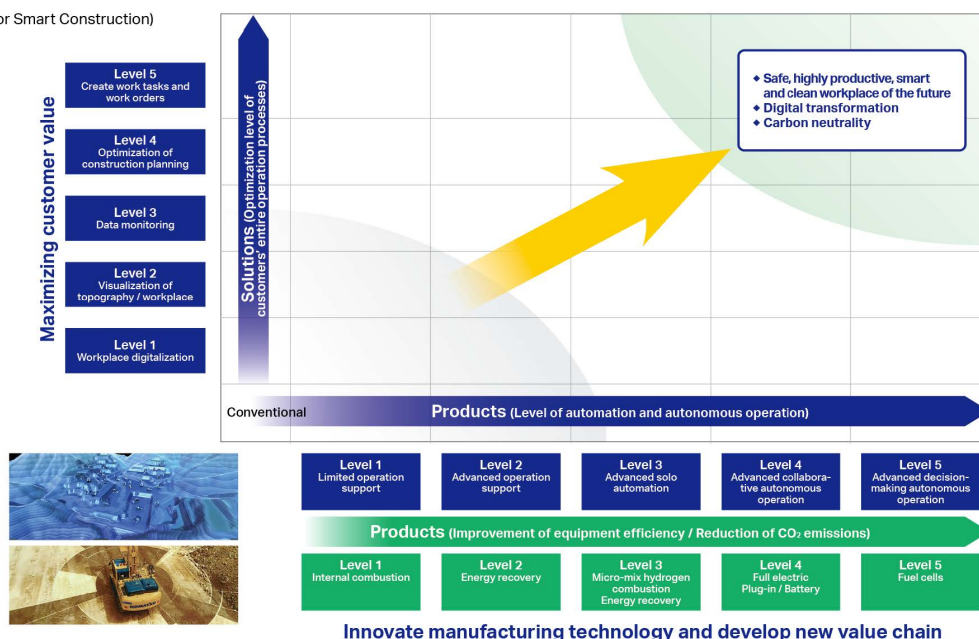 or Smart Construction)
Maximizing customer value
Level 5
Create work tasks and
work orders
Level 4
Optimization of
construction planning
Level 3
Data monitoring
Level 2
Visualization of
topography / workplace
Level 1
Workplace digitalization
Solutions (Optimization level of
customers' entire operation processes)
◆ Safe, highly productive, smart
and clean workplace of the future
◆ Digital transformation
◆ Carbon neutrality
Conventional
Products (Level of automation and autonomous operation)
Level 1
Limited operation
support
Level 2
Advanced operation
support
Level 3
Advanced solo
automation
Level 4
Advanced collabora-
tive autonomous
operation
Level 5
Advanced decision-
making autonomous
operation
Products (Improvement of equipment efficiency / Reduction of CO₂ emissions)
Level 1
Internal combustion
Level 2
Energy recovery
Level 3
Micro-mix hydrogen
combustion
Energy recovery
Level 4
Full electric
Plug-in / Battery
Level 5
Fuel cells
KOMATSU
Innovate manufacturing technology and develop new value chain